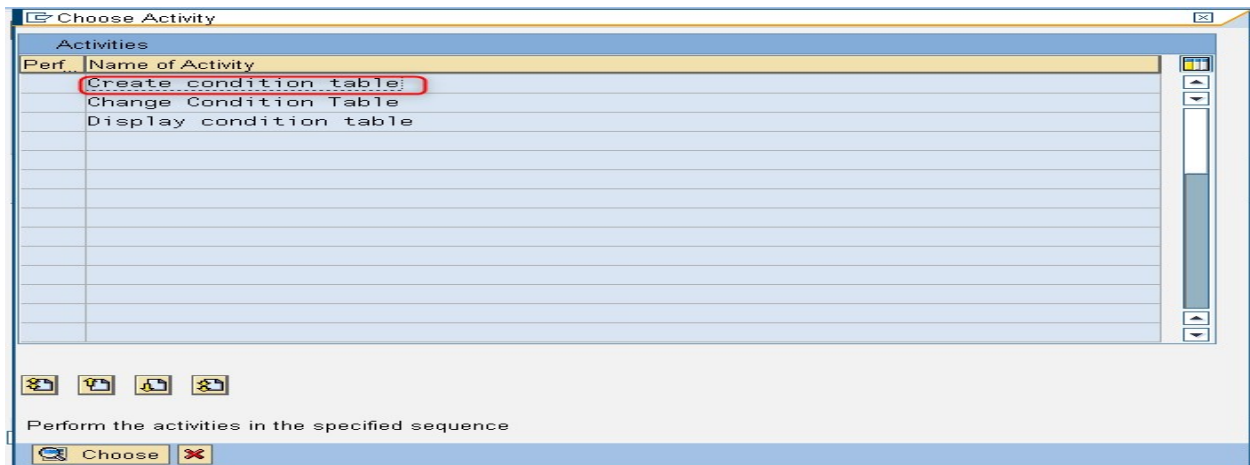 Choose Activity
Activities
Perf... Name of Activity
Create condition table
Change Condition Table
Display condition table
Perform the activities in the specified sequence
Choose